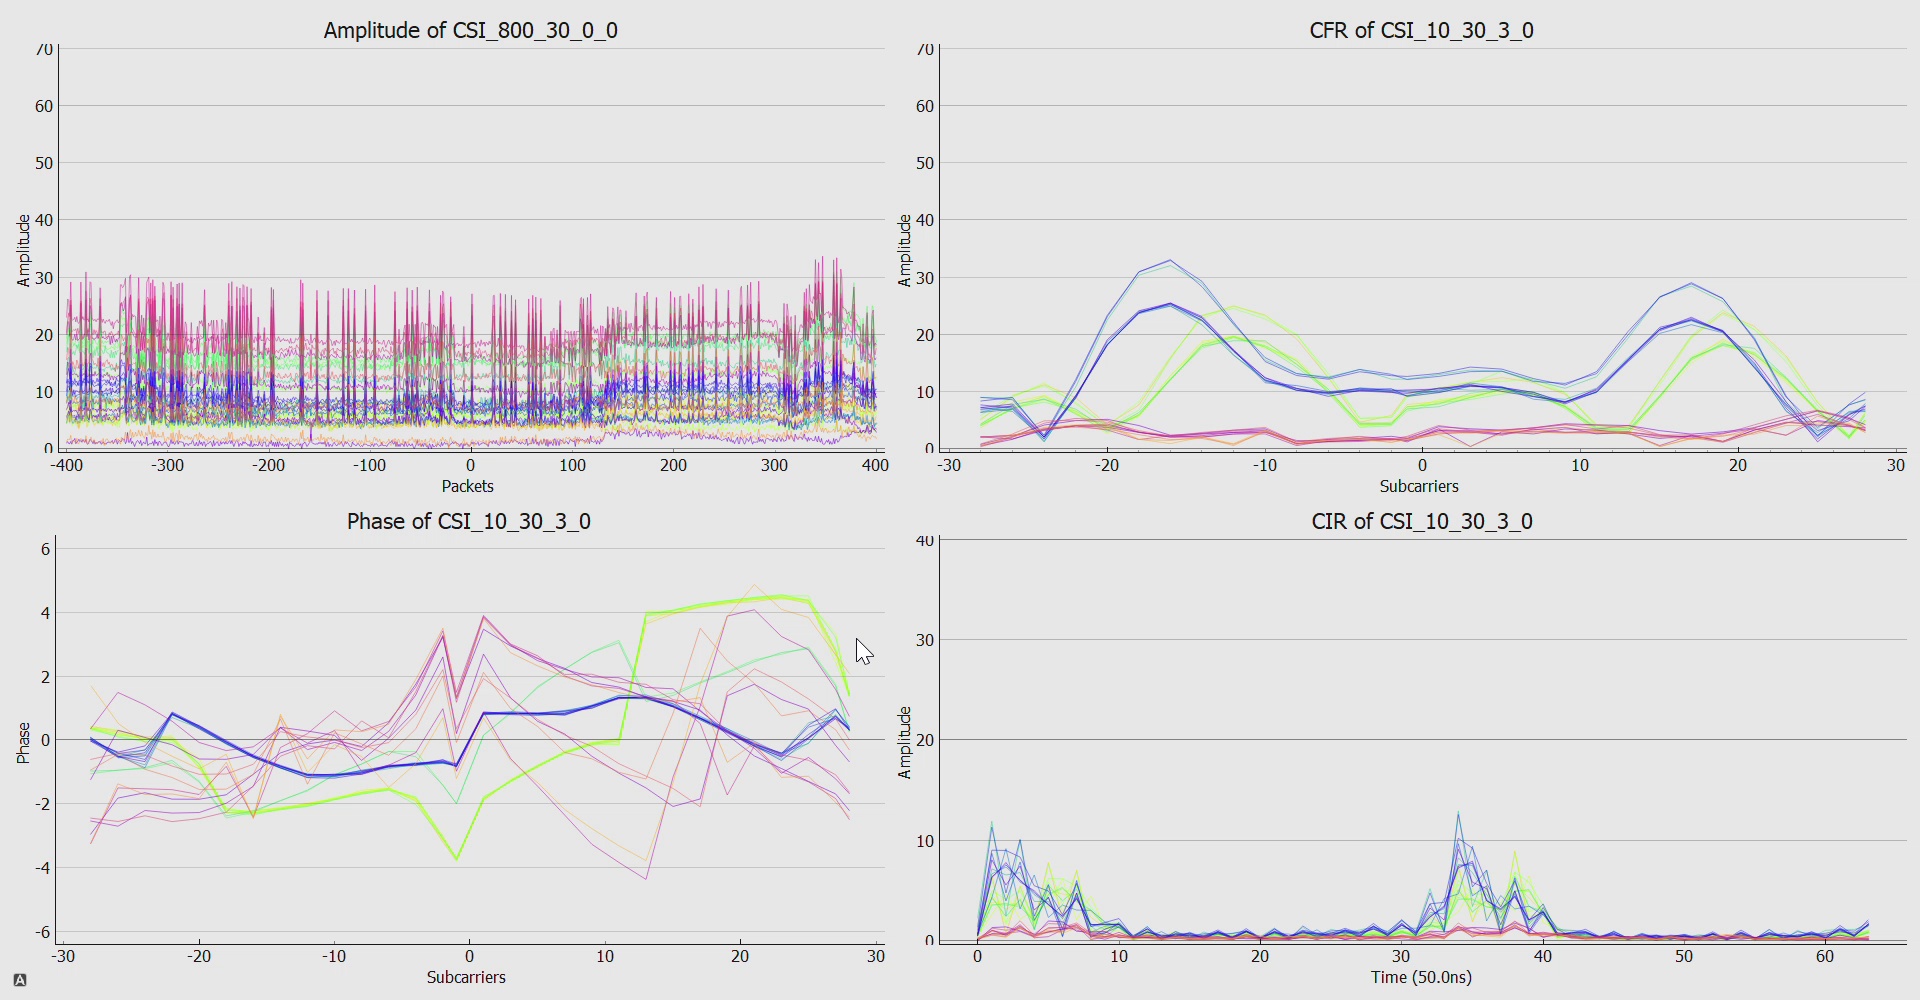 Amplitude of CSI_800_30_0_0
70
60
50
40
30
20
10
0
Amplitude
-400 -300 -200 -100 0 100 200 300 400
Packets
CFR of CSI_10_30_3_0
70
60
50
40
30
20
10
0
Amplitude
-30 -20 -10 0 10 20 30
Subcarriers
Phase of CSI_10_30_3_0
6
4
2
0
-2
-4
-6
Phase
-30 -20 -10 0 10 20 30
Subcarriers
A
CIR of CSI_10_30_3_0
40
30
20
10
0
Amplitude
0 10 20 30 40 50 60
Time (50.0ns)